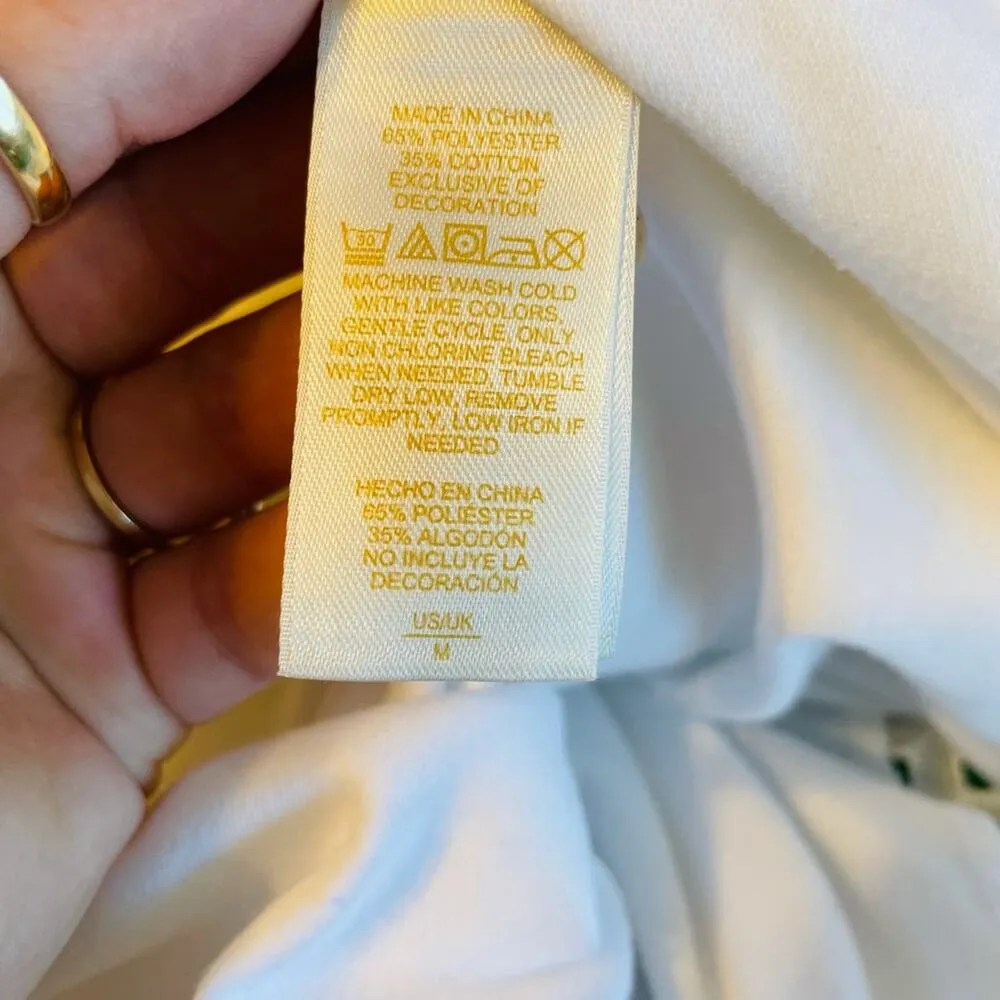 MADE IN CHINA
65% POLYESTER
35% COTTON
EXCLUSIVE OF
DECORATION
30
MACHINE WASH COLD
WITH LIKE COLORS,
GENTLE CYCLE, ONLY
NON CHLORINE BLEACH
WHEN NEEDED, TUMBLE
DRY LOW, REMOVE
PROMPTLY, LOW IRON IF
NEEDED
HECHO EN CHINA
65% POLIÉSTER
35% ALGODÓN
NO INCLUYE LA
DECORACIÓN
US/UK
M